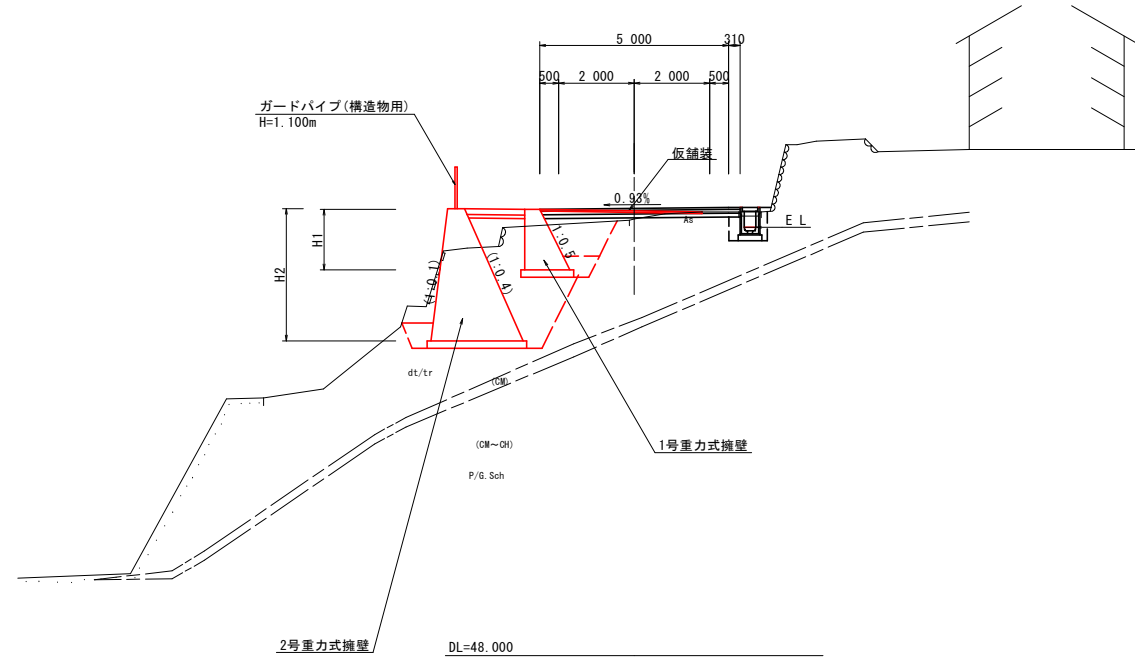 5 000
310
500
2 000
2 000
500
ガードパイプ(構造物用)
H=1.100m
仮舗装
0.93%
As
E L
H1
H2
1:0.5
(1:0.1)
(1:0.4)
dt/tr
(CM)
(CM～CH)
P/G.Sch
1号重力式擁壁
2号重力式擁壁
DL=48.000